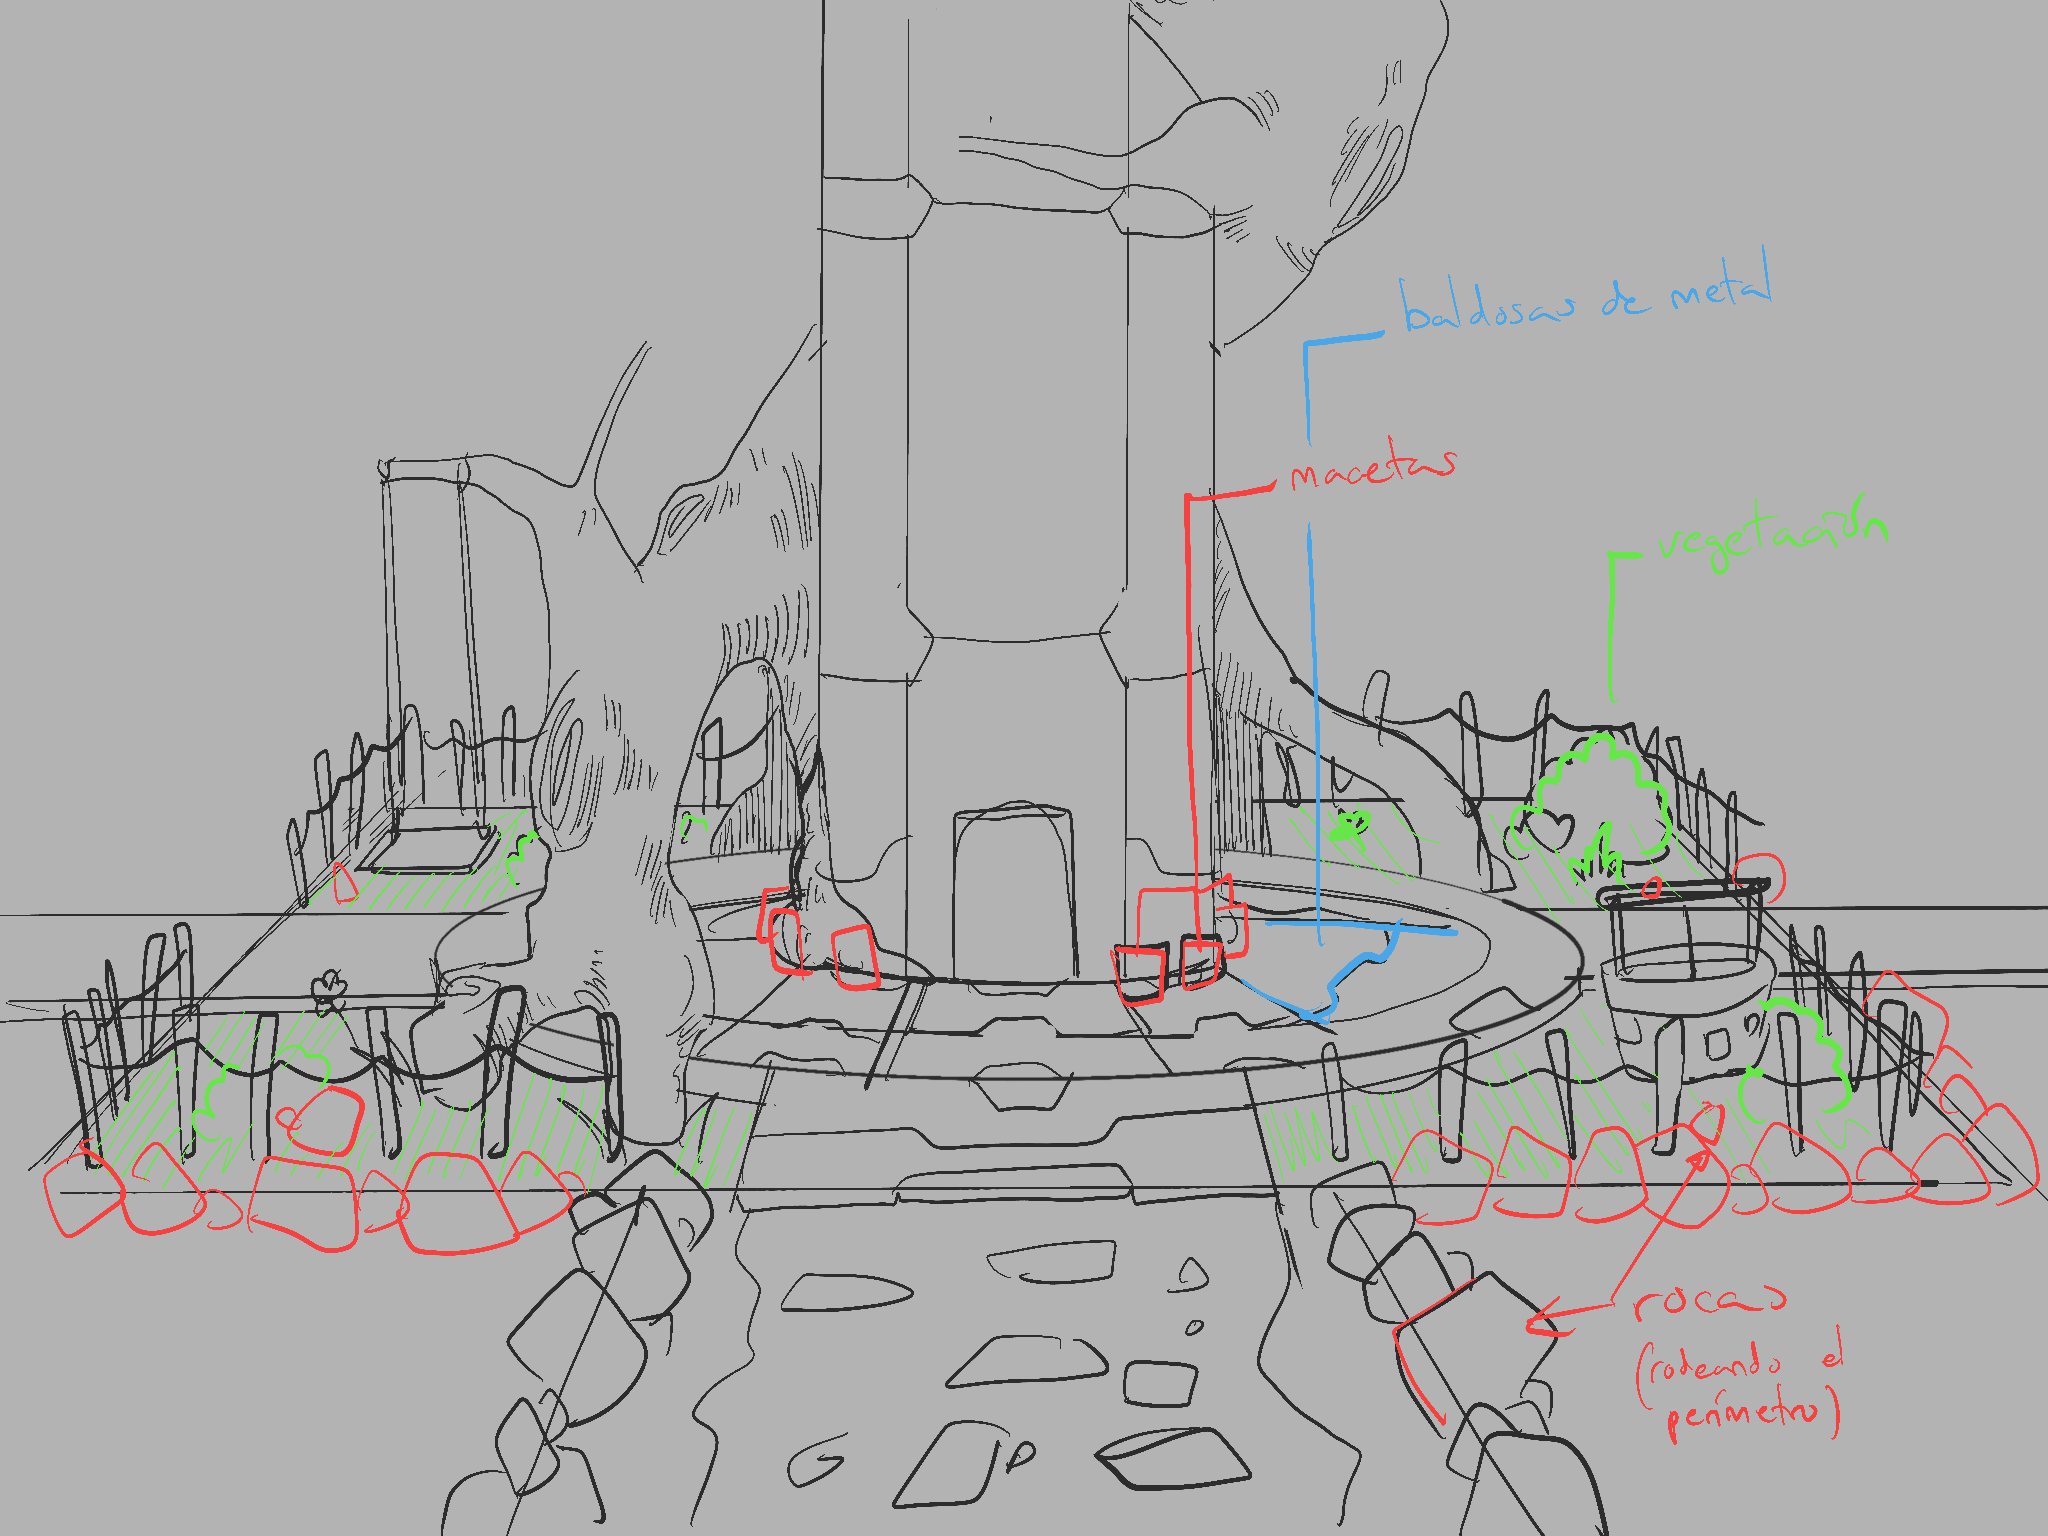 baldosas de metal
macetas
vegetación
rocas
(rodeando el
perímetro)